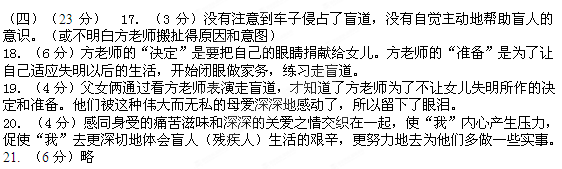 (四)(23 分) 17.(3 分)没有注意到车子侵占了盲道,没有自觉主动地帮助盲人的
意识。(或不明白方老师搬扯得原因和意图)
18.(6 分)方老师的“决定”是要把自己的眼睛捐献给女儿。方老师的“准备”是为了让
自己适应失明以后的生活,开始闭眼做家务,练习走盲道。
19.(4 分)父女两通过看方老师表演走盲道,才知道了方老师为了不让女儿失明所作的决
定和准备。他们被这种伟大而无私的母爱深深地感动了,所以留下了眼泪。
20.(4 分)感同身受的痛苦滋味和深深的关爱之情交织在一起,使“我”内心产生压力,
促使“我”去更深切地体会盲人(残疾人)生活的艰辛,更努力地去为他们多做一些实事。
21.(6 分)略